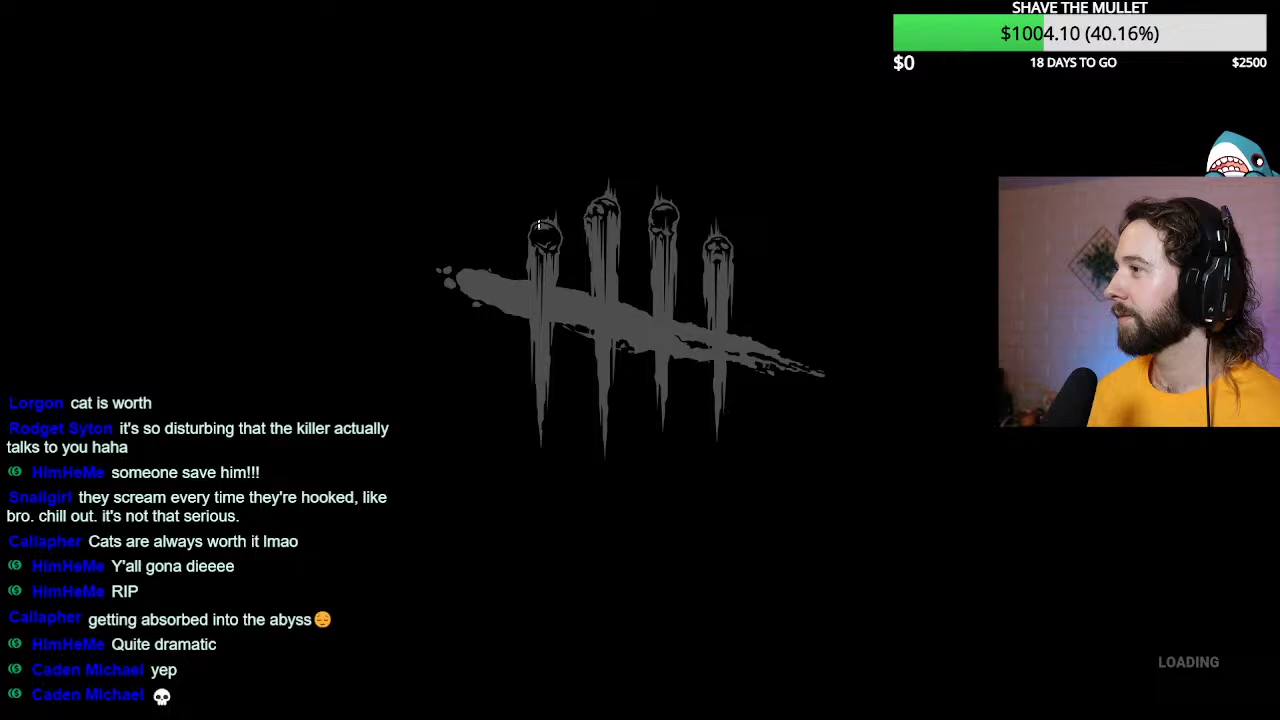 SHAVE THE MULLET
$1004.10 (40.16%)
$0
18 DAYS TO GO
$2500
Lorgon cat is worth
Rodget Syton it's so disturbing that the killer actually
talks to you haha
HImHeMe someone save him!!!
Snallgirl they scream every time they're hooked, like
bro. chill out. it's not that serious.
Callapher Cats are always worth it lmao
HImHeMe Y'all gona dieeee
HImHeMe RIP
Callapher getting absorbed into the abyss😔
HImHeMe Quite dramatic
Caden Michael yep
Caden Michael 💀
LOADING